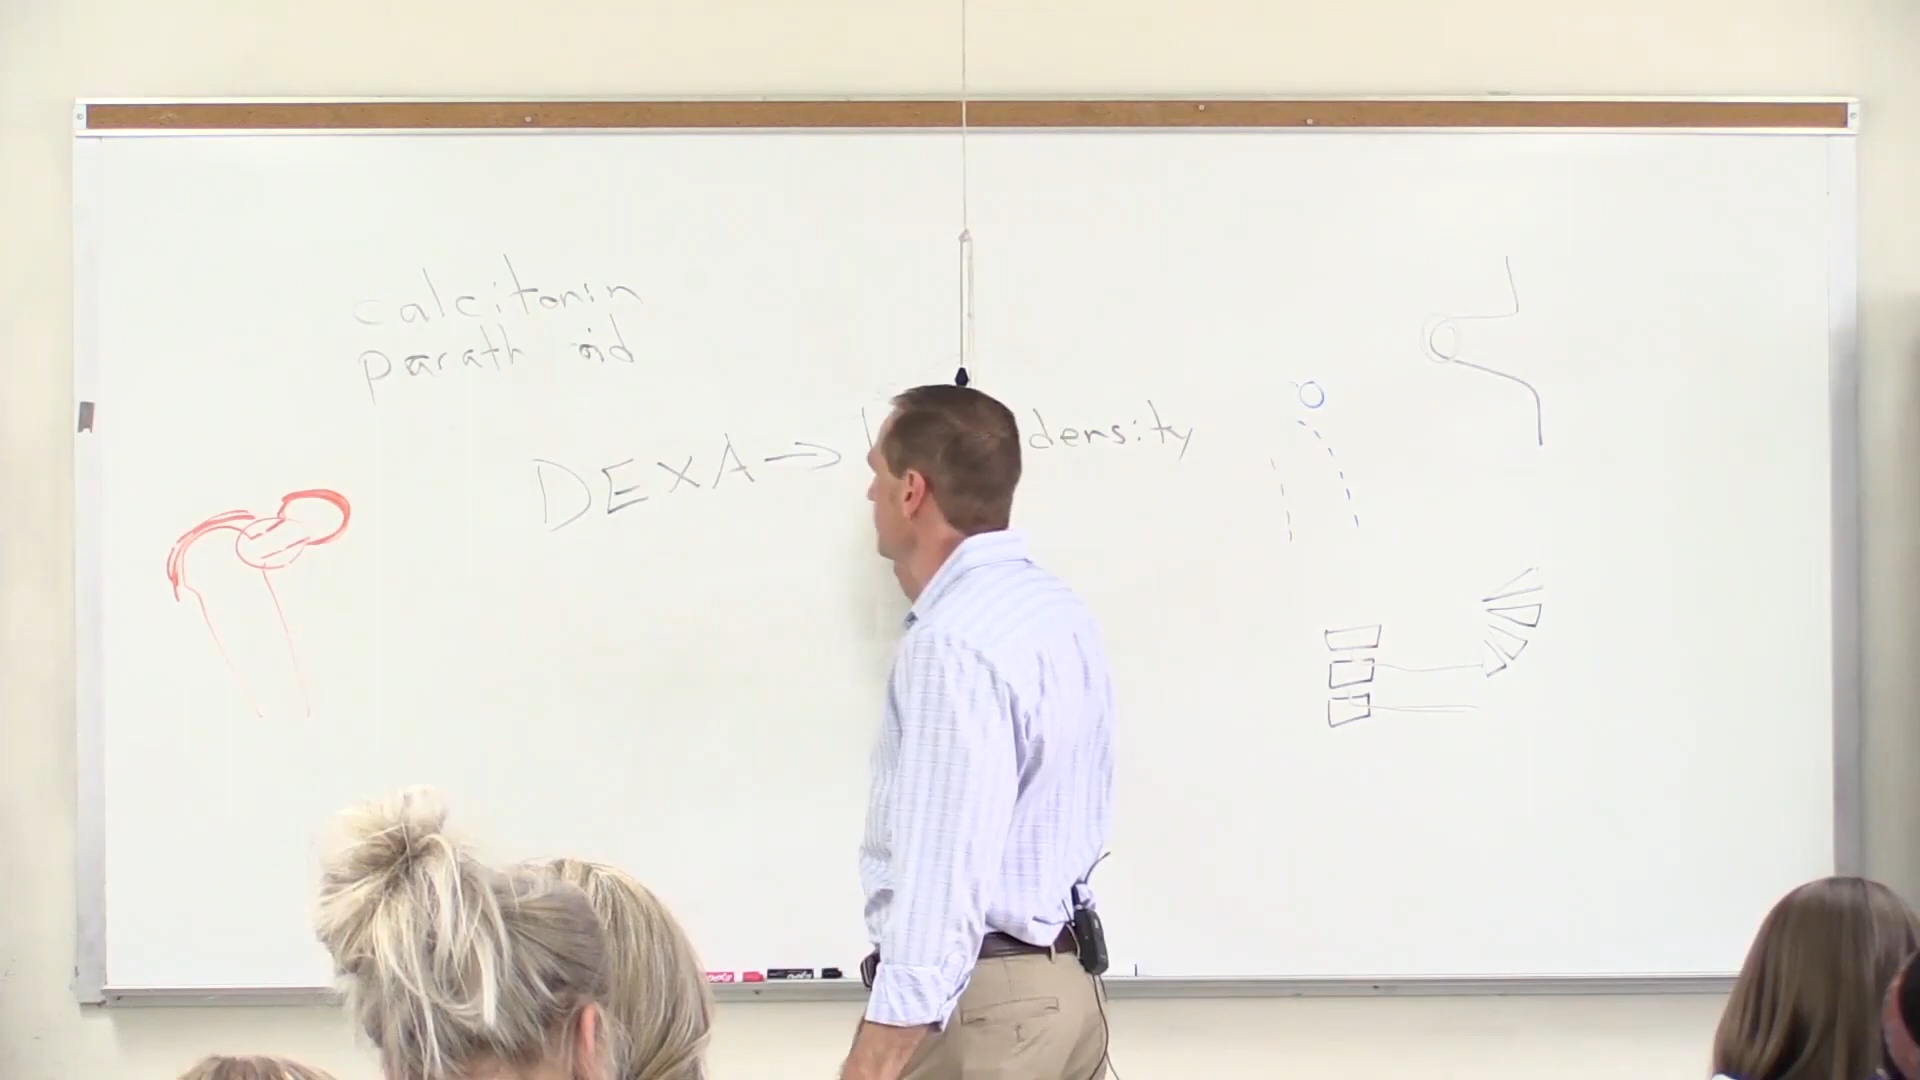 calcitonin
parath oid
DEXA → density